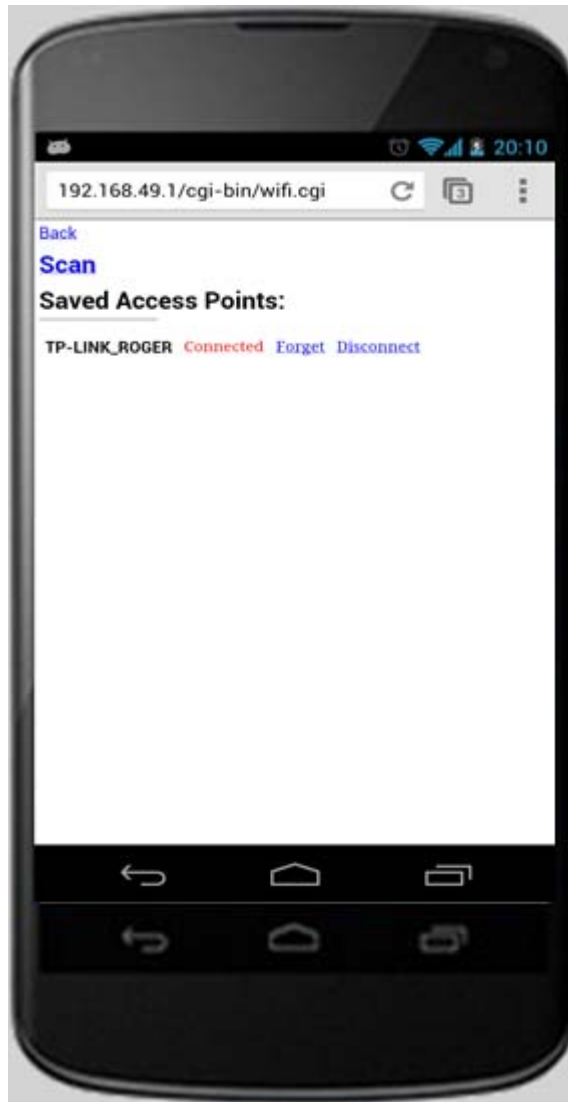 20:10
192.168.49.1/cgi-bin/wifi.cgi
3
Back
Scan
Saved Access Points:
TP-LINK_ROGER Connected Forget Disconnect